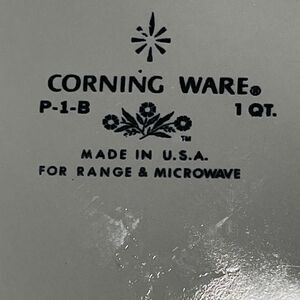 CORNING WARE®
P-1-B 1 QT.
TM
MADE IN U.S.A.
FOR RANGE & MICROWAVE